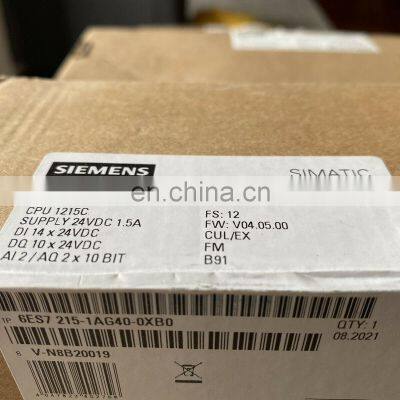 SIEMENS
SIMATIC
en.china.cn
CPU 1215C
SUPPLY 24VDC 1.5A
DI 14 x 24VDC
DQ 10 x 24VDC
AI 2 / AQ 2 x 10 BIT
FS: 12
FW: V04.05.00
CUL/EX
FM
B91
1P 6ES7 215-1AG40-0XB0
QTY: 1
08.2021
S V-N8B20019